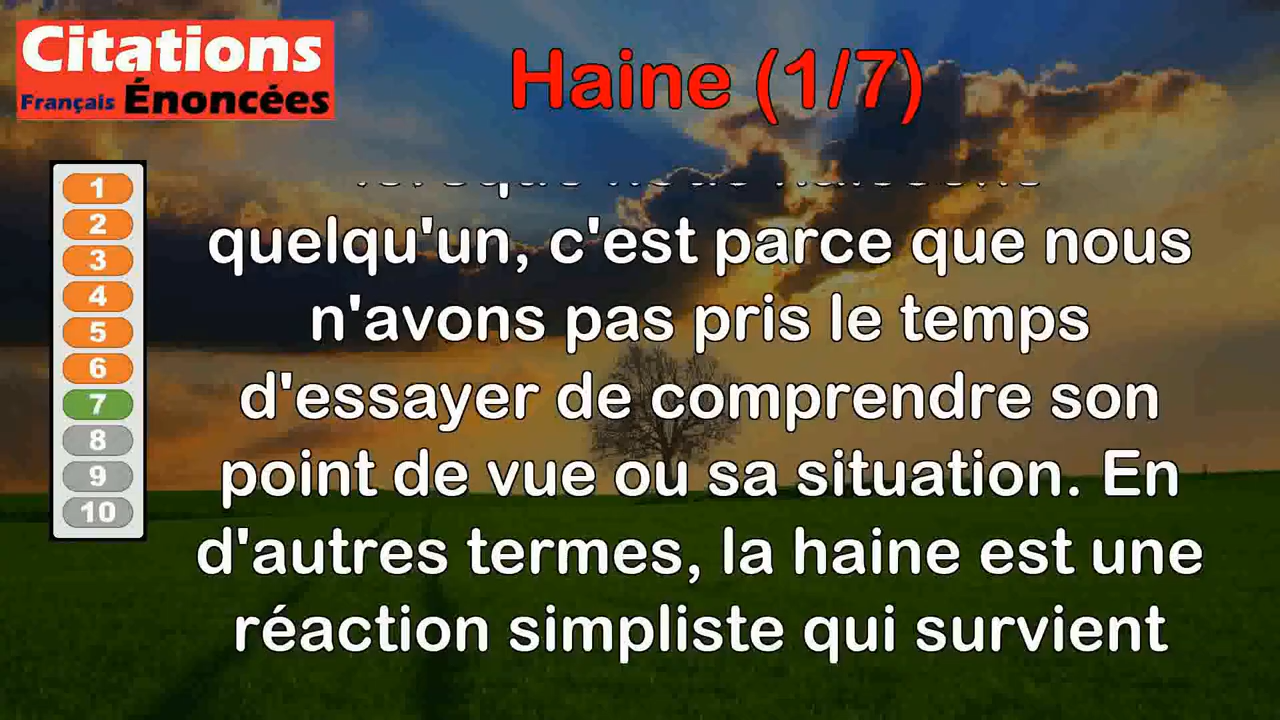 Citations
Français Énoncées
Haine (1/7)
1
2
3
4
5
6
7
8
9
10
quelqu'un, c'est parce que nous
n'avons pas pris le temps
d'essayer de comprendre son
point de vue ou sa situation. En
d'autres termes, la haine est une
réaction simpliste qui survient